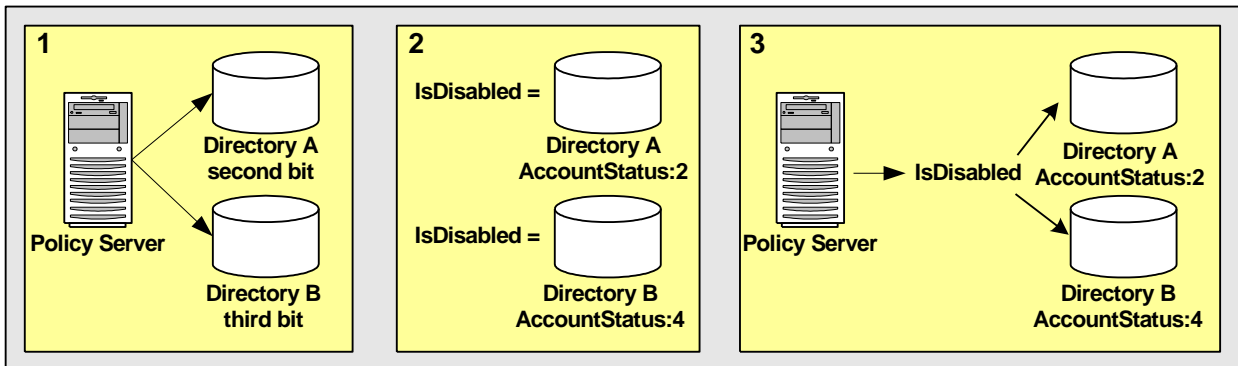 1
Directory A
second bit
Policy Server
Directory B
third bit
2
IsDisabled =
Directory A
AccountStatus:2
IsDisabled =
Directory B
AccountStatus:4
3
Directory A
AccountStatus:2
IsDisabled
Policy Server
Directory B
AccountStatus:4